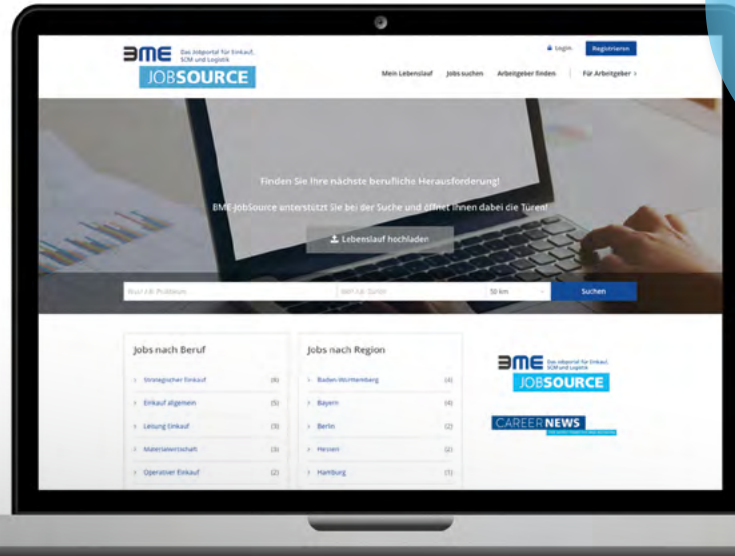 BME Das Jobportal für Einkauf,
SCM und Logistik
JOBSOURCE
Login Registrieren
Mein Lebenslauf Jobs suchen Arbeitgeber finden Für Arbeitgeber ›
Finden Sie Ihre nächste berufliche Herausforderung!
BME-JobSource unterstützt Sie bei der Suche und öffnet Ihnen dabei die Türen!
Lebenslauf hochladen
50 km Suchen
Jobs nach Beruf
› Strategischer Einkauf
› Einkauf allgemein (5)
› Leitung Einkauf (3)
› Materialwirtschaft (3)
› Operativer Einkauf (2)
Jobs nach Region
› Baden-Württemberg (4)
› Bayern (4)
› Berlin (2)
› Hessen (2)
› Hamburg
BME Das Jobportal für Einkauf,
SCM und Logistik
JOBSOURCE
CAREER NEWS